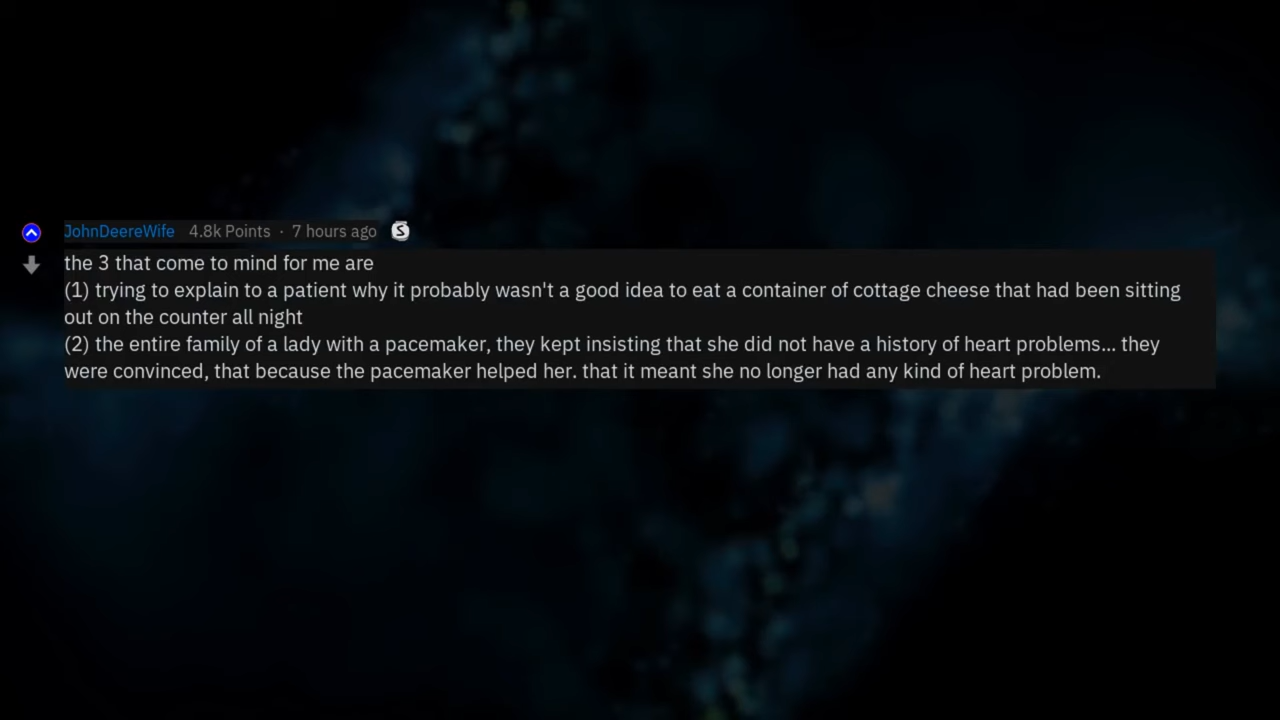 JohnDeereWife 4.8k Points · 7 hours ago S
the 3 that come to mind for me are
(1) trying to explain to a patient why it probably wasn't a good idea to eat a container of cottage cheese that had been sitting
out on the counter all night
(2) the entire family of a lady with a pacemaker, they kept insisting that she did not have a history of heart problems... they
were convinced, that because the pacemaker helped her. that it meant she no longer had any kind of heart problem.